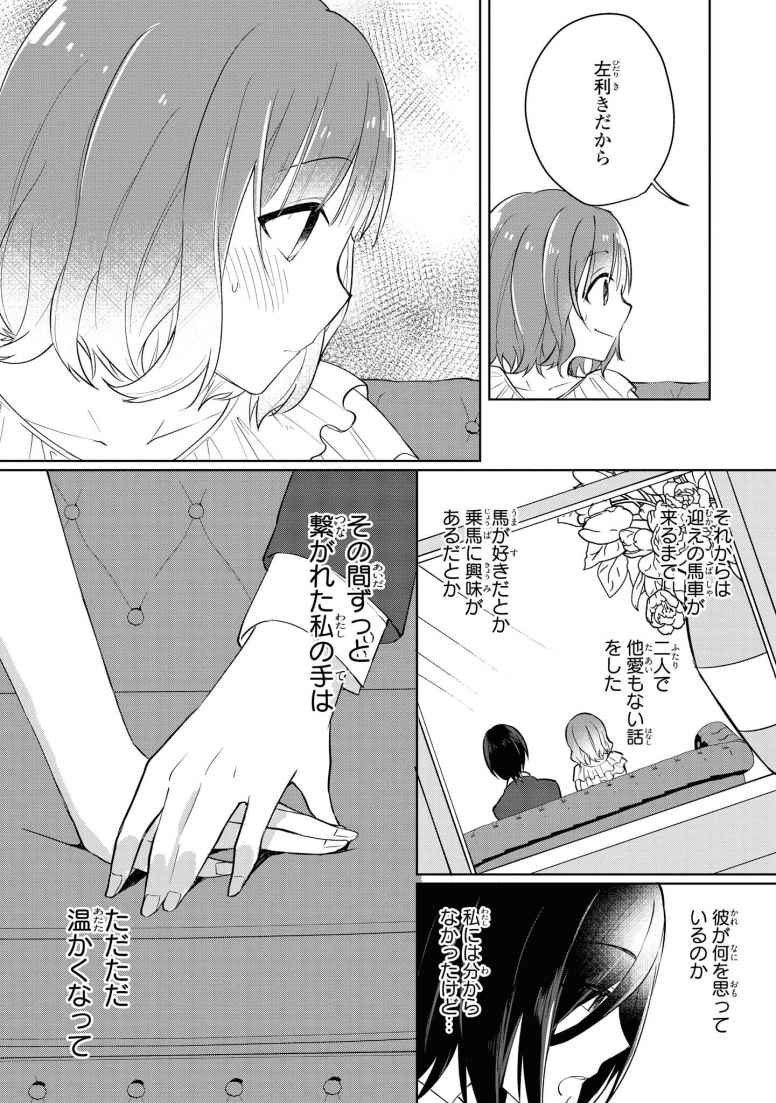 左利きだから
それからは
迎えの馬車が
来るまで
二人で
他愛もない話
をした
馬が好きだとか
乗馬に興味が
あるだとか
彼が何を思って
いるのか
私には分から
なかったけど…
その間ずっと
繋がれた私の手は
ただただ
温かくなって